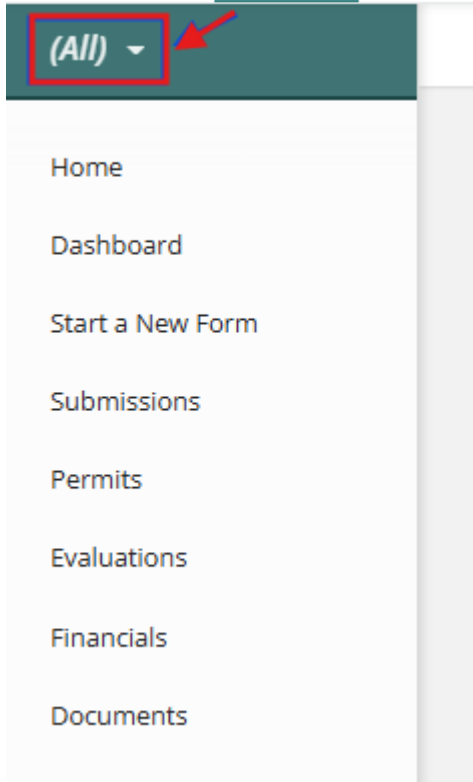 (All)
Home
Dashboard
Start a New Form
Submissions
Permits
Evaluations
Financials
Documents